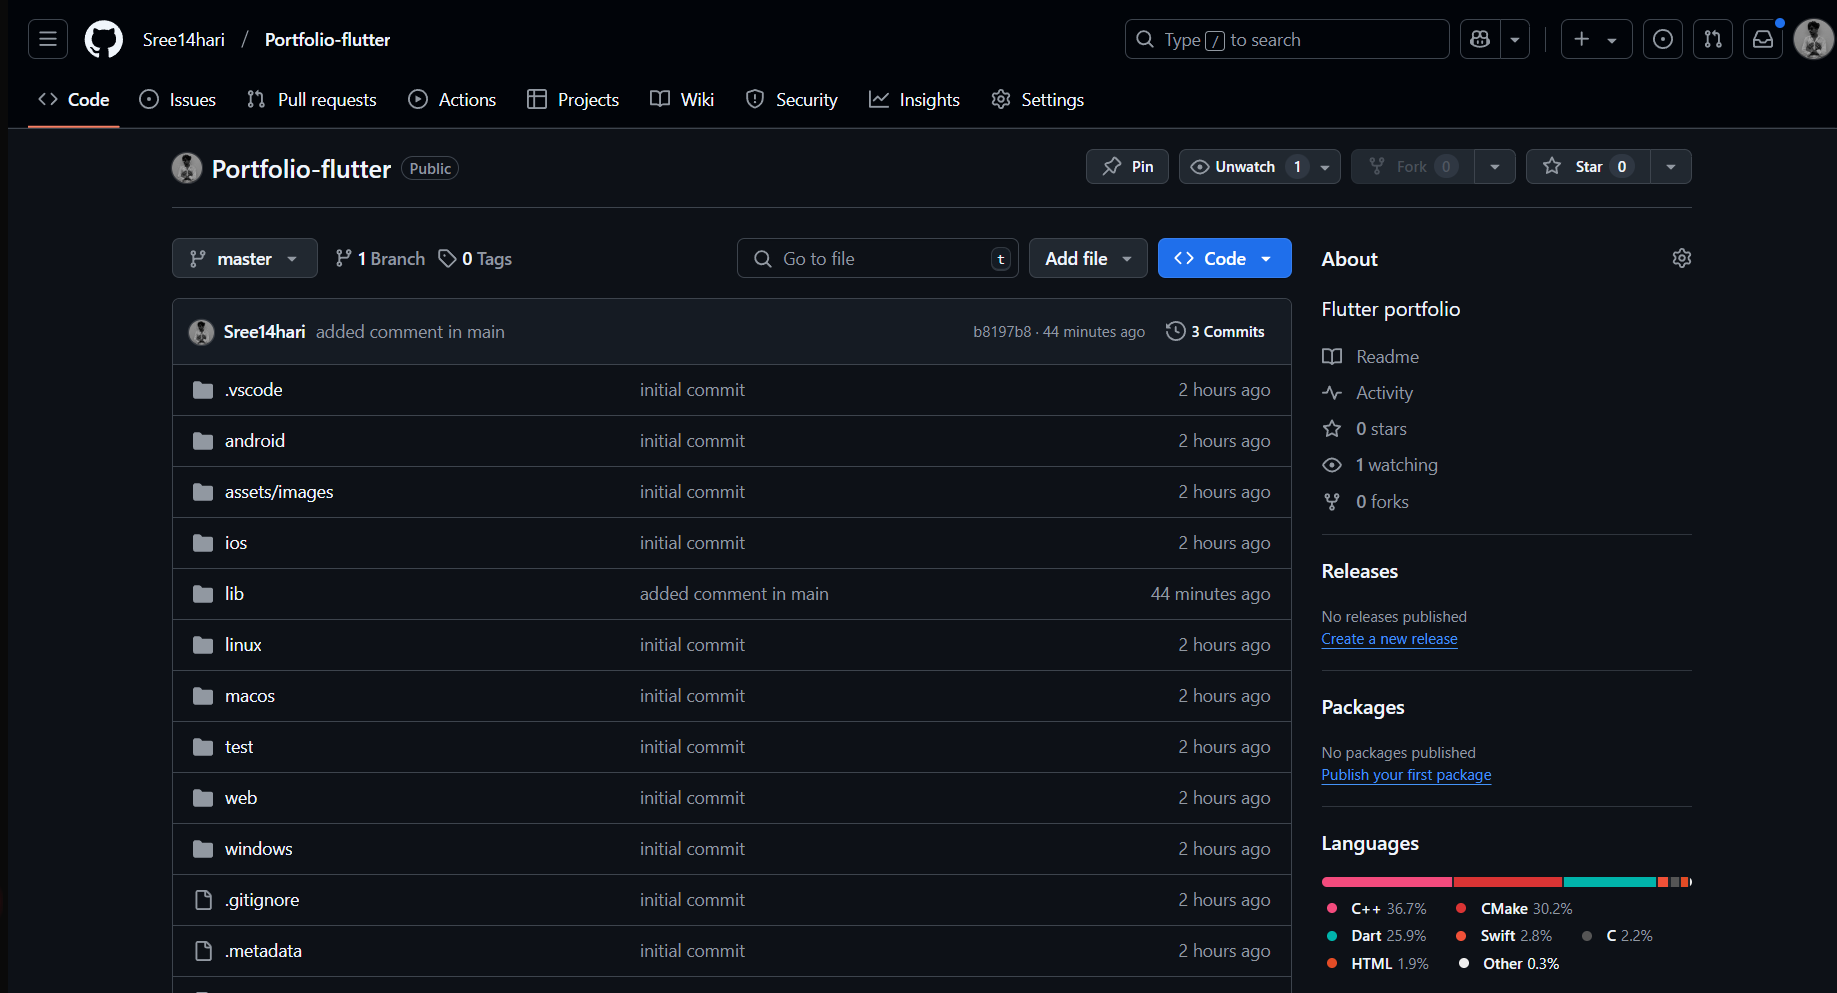 Sree14hari / Portfolio-flutter
Type / to search
Code Issues Pull requests Actions Projects Wiki Security Insights Settings
Portfolio-flutter Public
Pin Unwatch 1 Fork 0 Star 0
master 1 Branch 0 Tags Go to file t Add file Code
Sree14hari added comment in main b8197b8 · 44 minutes ago 3 Commits
.vscode initial commit 2 hours ago
android initial commit 2 hours ago
assets/images initial commit 2 hours ago
ios initial commit 2 hours ago
lib added comment in main 44 minutes ago
linux initial commit 2 hours ago
macos initial commit 2 hours ago
test initial commit 2 hours ago
web initial commit 2 hours ago
windows initial commit 2 hours ago
.gitignore initial commit 2 hours ago
.metadata initial commit 2 hours ago
About
Flutter portfolio
Readme
Activity
0 stars
1 watching
0 forks
Releases
No releases published
Create a new release
Packages
No packages published
Publish your first package
Languages
C++ 36.7% CMake 30.2%
Dart 25.9% Swift 2.8% C 2.2%
HTML 1.9% Other 0.3%